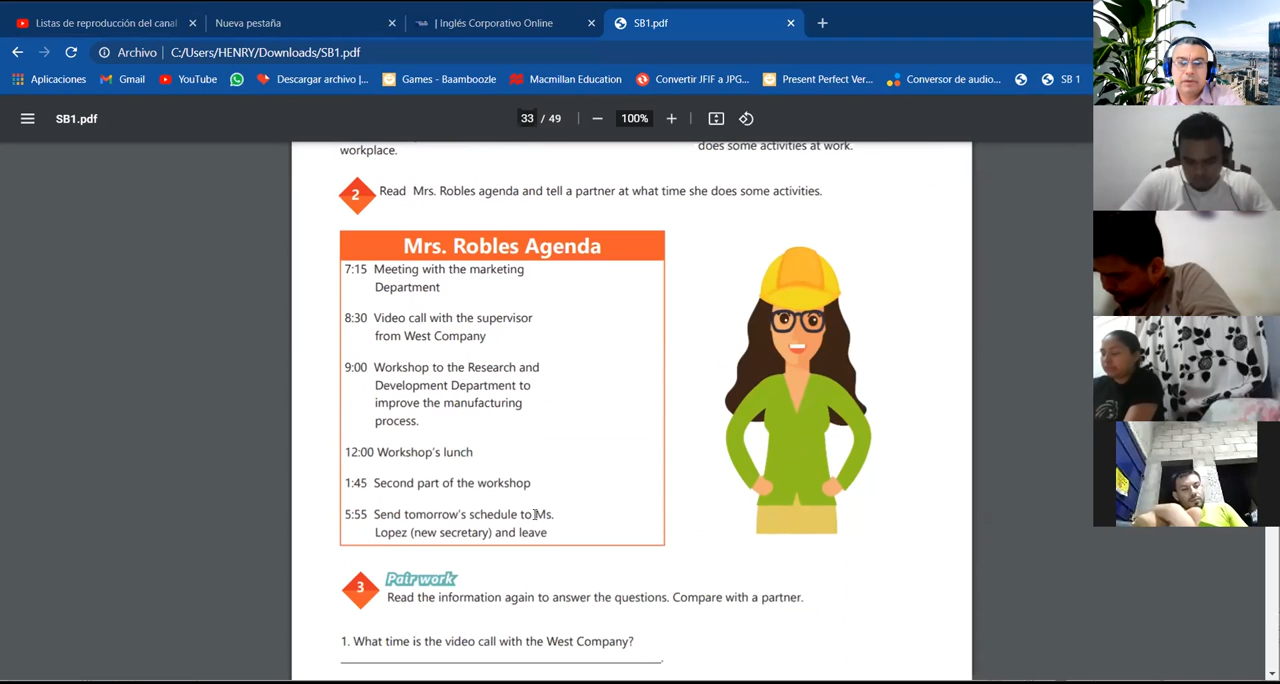 Listas de reproducción del canal
Nueva pestaña
| Inglés Corporativo Online
SB1.pdf
Archivo
C:/Users/HENRY/Downloads/SB1.pdf
Aplicaciones
Gmail
YouTube
Descargar archivo |...
Games - Baamboozle
Macmillan Education
Convertir JFIF a JPG...
Present Perfect Ver...
Conversor de audio...
SB 1
SB1.pdf
33 / 49
100%
workplace.
does some activities at work.
2 Read Mrs. Robles agenda and tell a partner at what time she does some activities.
Mrs. Robles Agenda
7:15 Meeting with the marketing
Department
8:30 Video call with the supervisor
from West Company
9:00 Workshop to the Research and
Development Department to
improve the manufacturing
process.
12:00 Workshop's lunch
1:45 Second part of the workshop
5:55 Send tomorrow's schedule to Ms.
Lopez (new secretary) and leave
3 Pair work
Read the information again to answer the questions. Compare with a partner.
1. What time is the video call with the West Company?